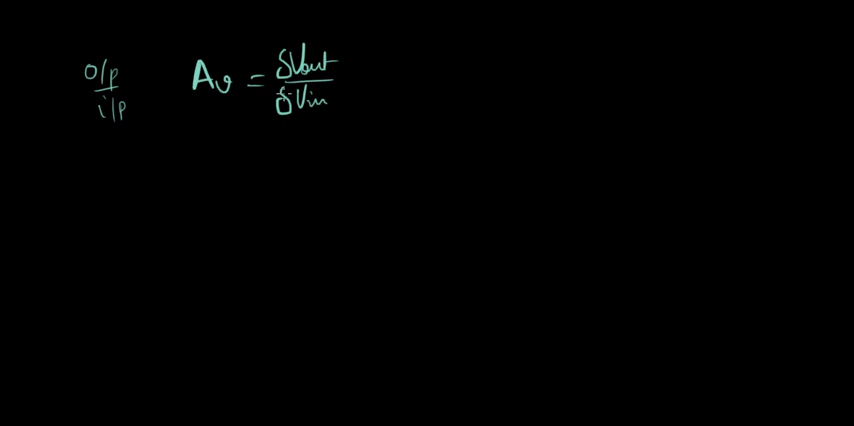 o/p
i/p
Av = δVout
δVin